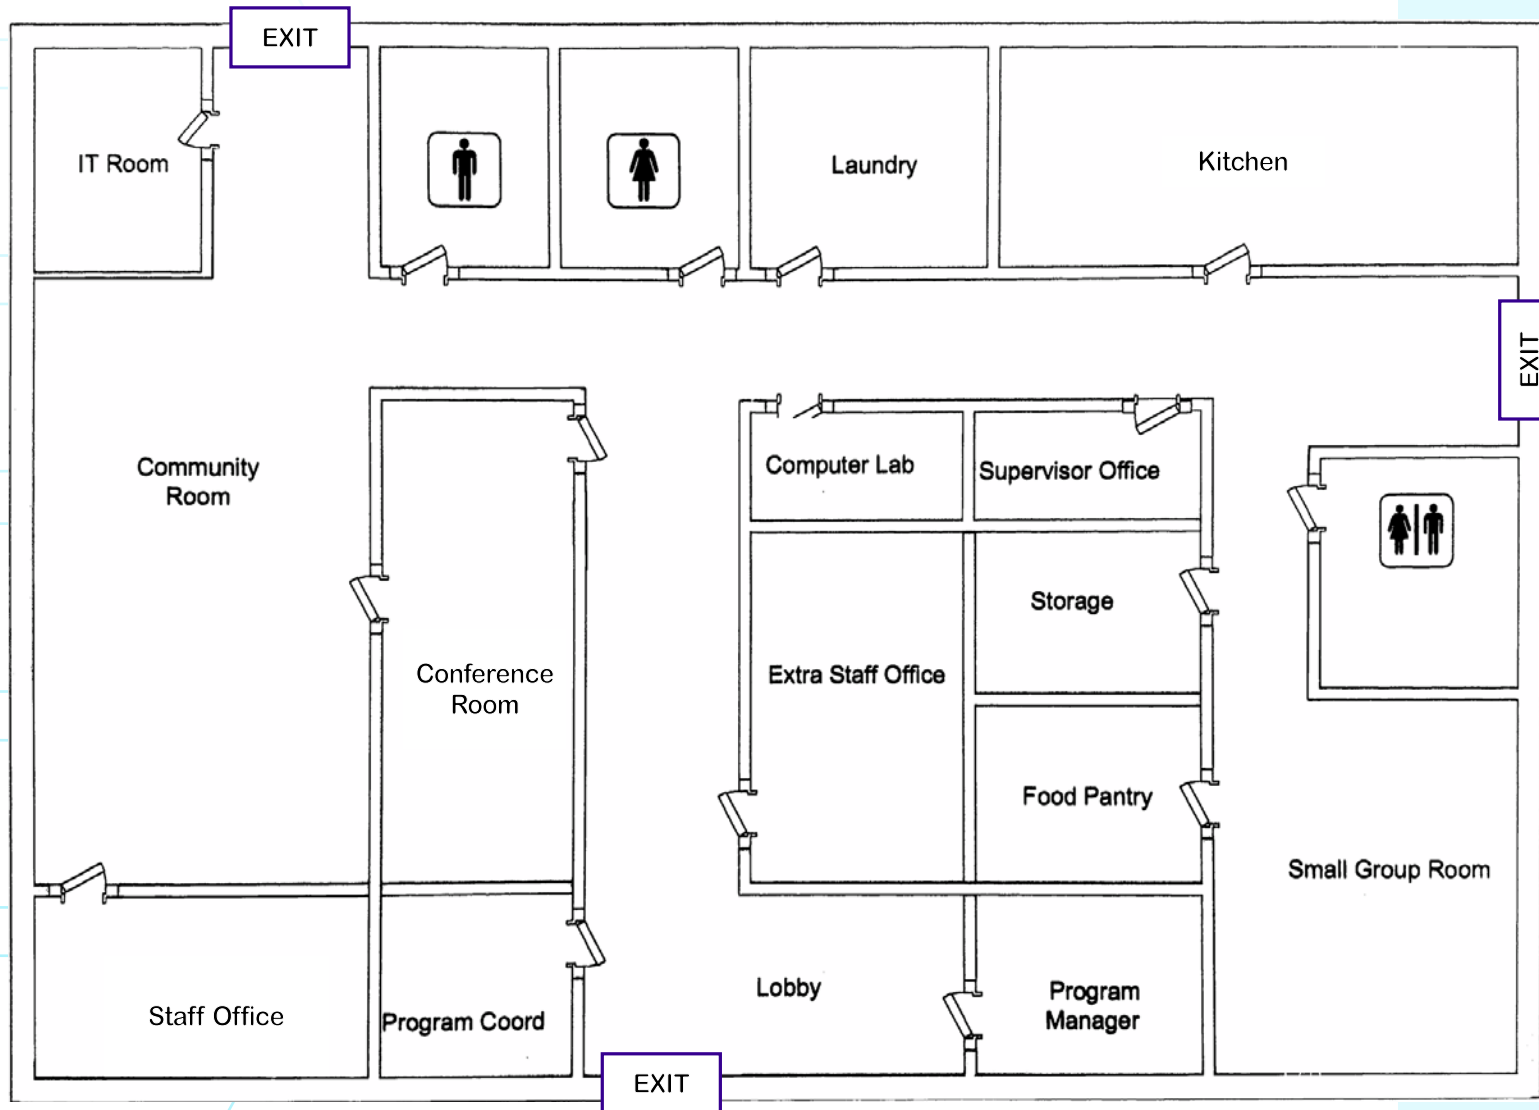 EXIT
IT Room
Laundry
Kitchen
EXIT
Community
Room
Computer Lab
Supervisor Office
Storage
Conference
Room
Extra Staff Office
Food Pantry
Small Group Room
Staff Office
Program Coord
Lobby
Program
Manager
EXIT